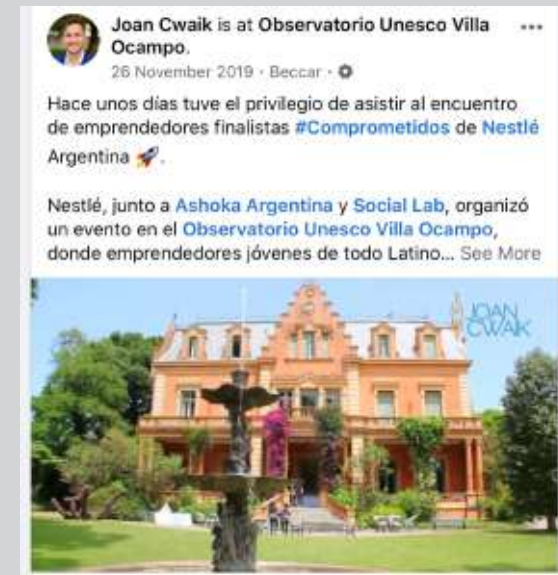 Joan Cwaik is at Observatorio Unesco Villa
Ocampo.
26 November 2019 · Beccar ·
Hace unos días tuve el privilegio de asistir al encuentro
de emprendedores finalistas #Comprometidos de Nestlé
Argentina 🚀.
Nestlé, junto a Ashoka Argentina y Social Lab, organizó
un evento en el Observatorio Unesco Villa Ocampo,
donde emprendedores jóvenes de todo Latino... See More
JOAN
CWAIK